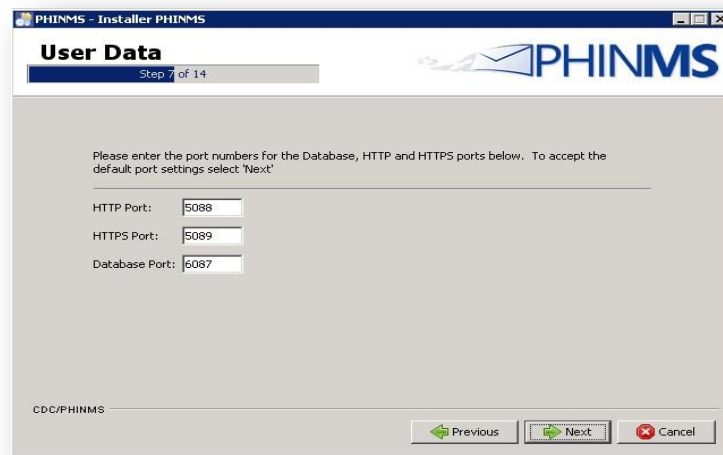 PHINMS - Installer PHINMS
User Data
Step 7 of 14
PHINMS
Please enter the port numbers for the Database, HTTP and HTTPS ports below. To accept the
default port settings select 'Next'
HTTP Port: 5088
HTTPS Port: 5089
Database Port: 6087
CDC/PHINMS
Previous Next Cancel